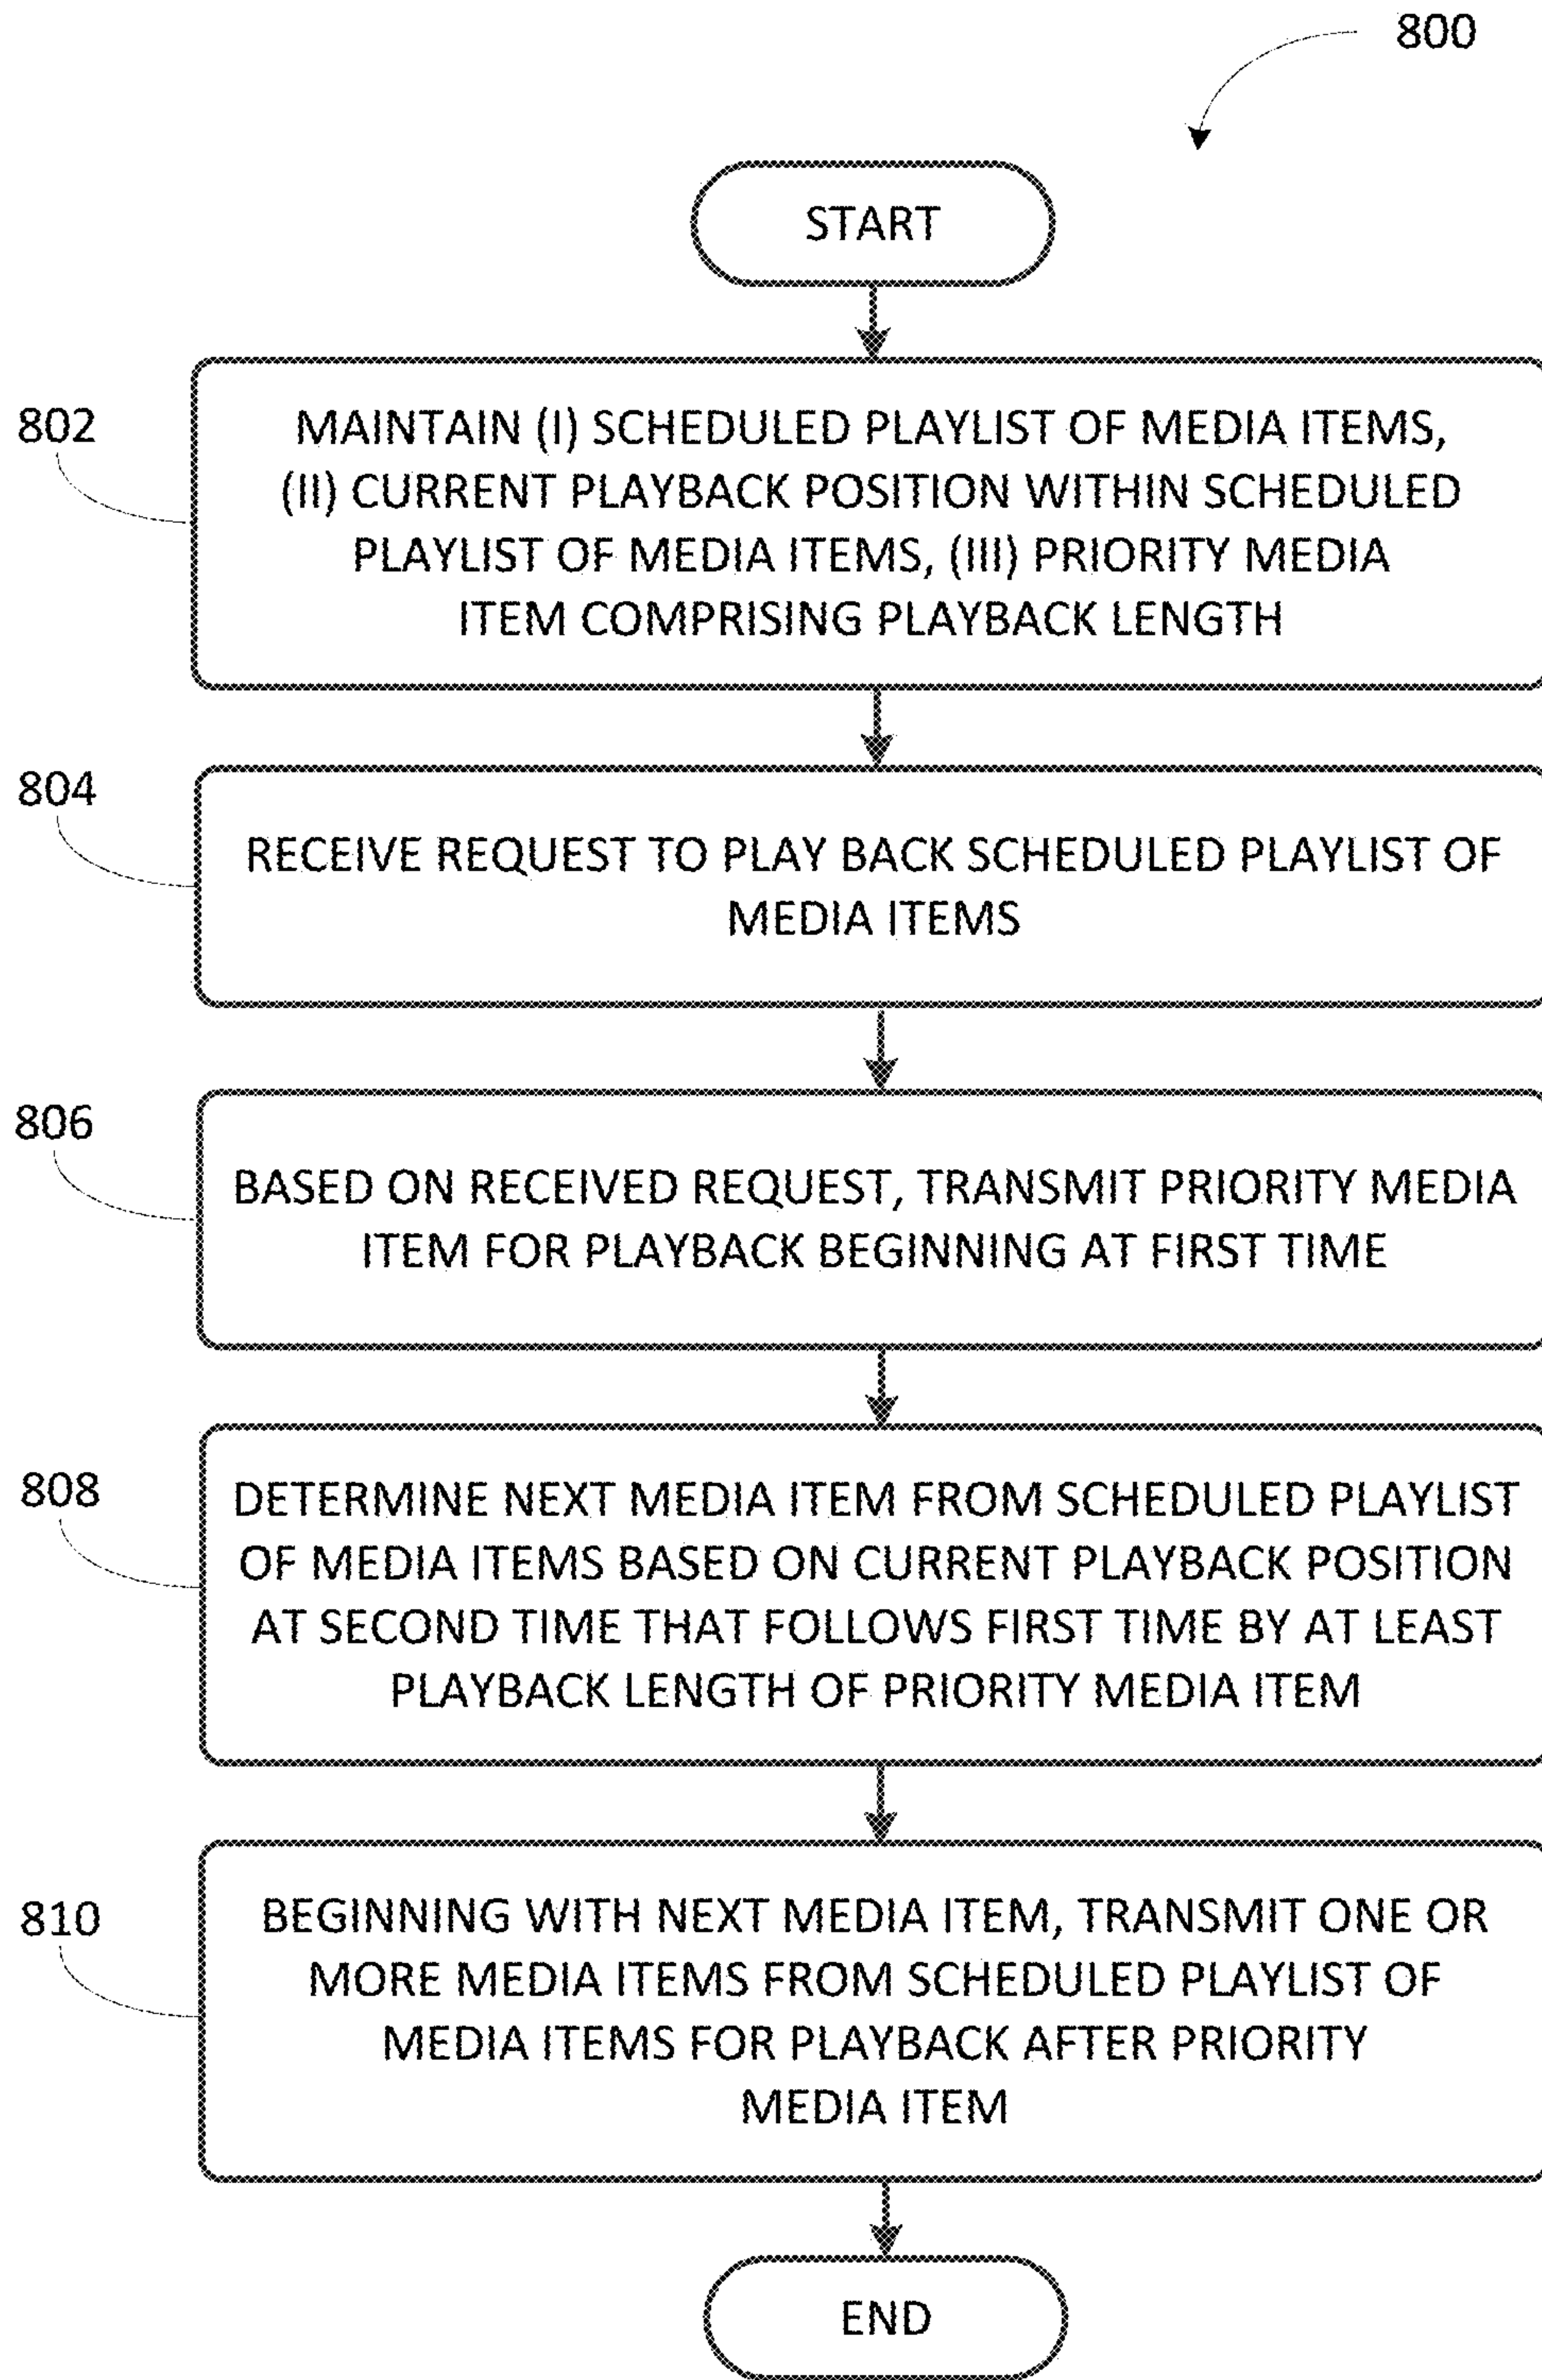 800
START
802
MAINTAIN (I) SCHEDULED PLAYLIST OF MEDIA ITEMS,
(II) CURRENT PLAYBACK POSITION WITHIN SCHEDULED
PLAYLIST OF MEDIA ITEMS, (III) PRIORITY MEDIA
ITEM COMPRISING PLAYBACK LENGTH
804
RECEIVE REQUEST TO PLAY BACK SCHEDULED PLAYLIST OF
MEDIA ITEMS
806
BASED ON RECEIVED REQUEST, TRANSMIT PRIORITY MEDIA
ITEM FOR PLAYBACK BEGINNING AT FIRST TIME
808
DETERMINE NEXT MEDIA ITEM FROM SCHEDULED PLAYLIST
OF MEDIA ITEMS BASED ON CURRENT PLAYBACK POSITION
AT SECOND TIME THAT FOLLOWS FIRST TIME BY AT LEAST
PLAYBACK LENGTH OF PRIORITY MEDIA ITEM
810
BEGINNING WITH NEXT MEDIA ITEM, TRANSMIT ONE OR
MORE MEDIA ITEMS FROM SCHEDULED PLAYLIST OF
MEDIA ITEMS FOR PLAYBACK AFTER PRIORITY
MEDIA ITEM
END